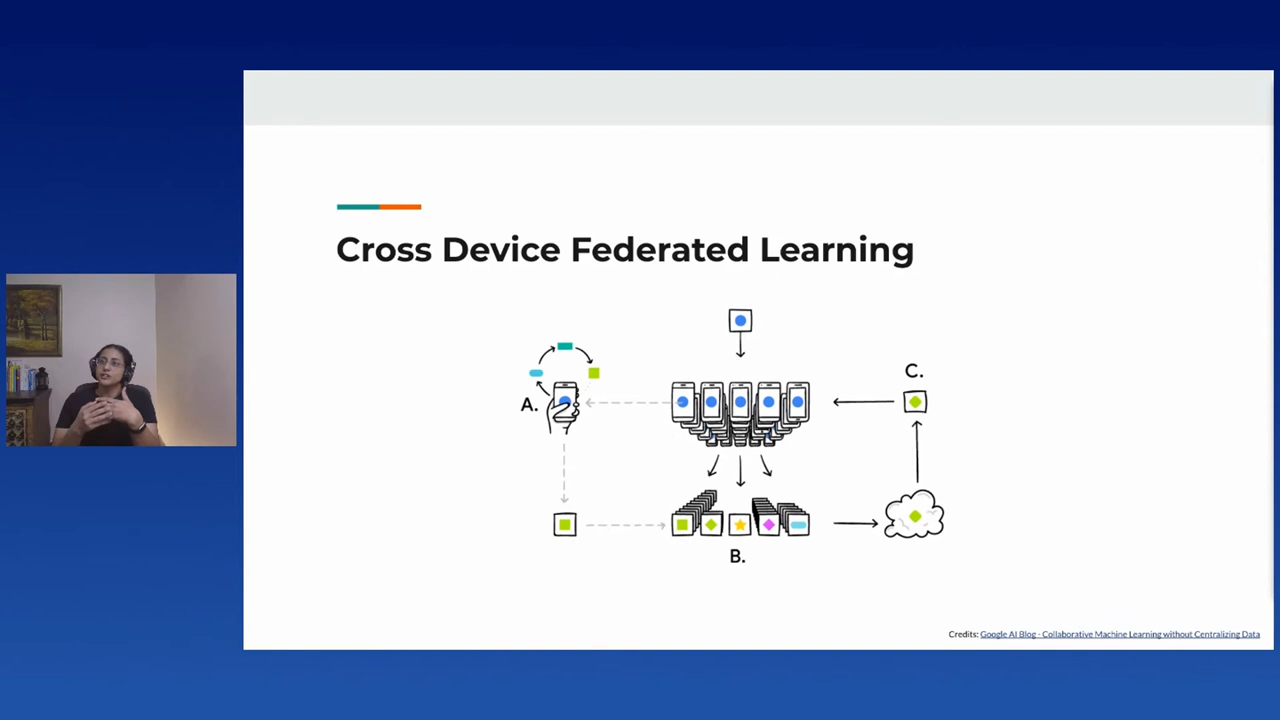 Cross Device Federated Learning
A.
C.
B.
Credits: Google AI Blog - Collaborative Machine Learning without Centralizing Data